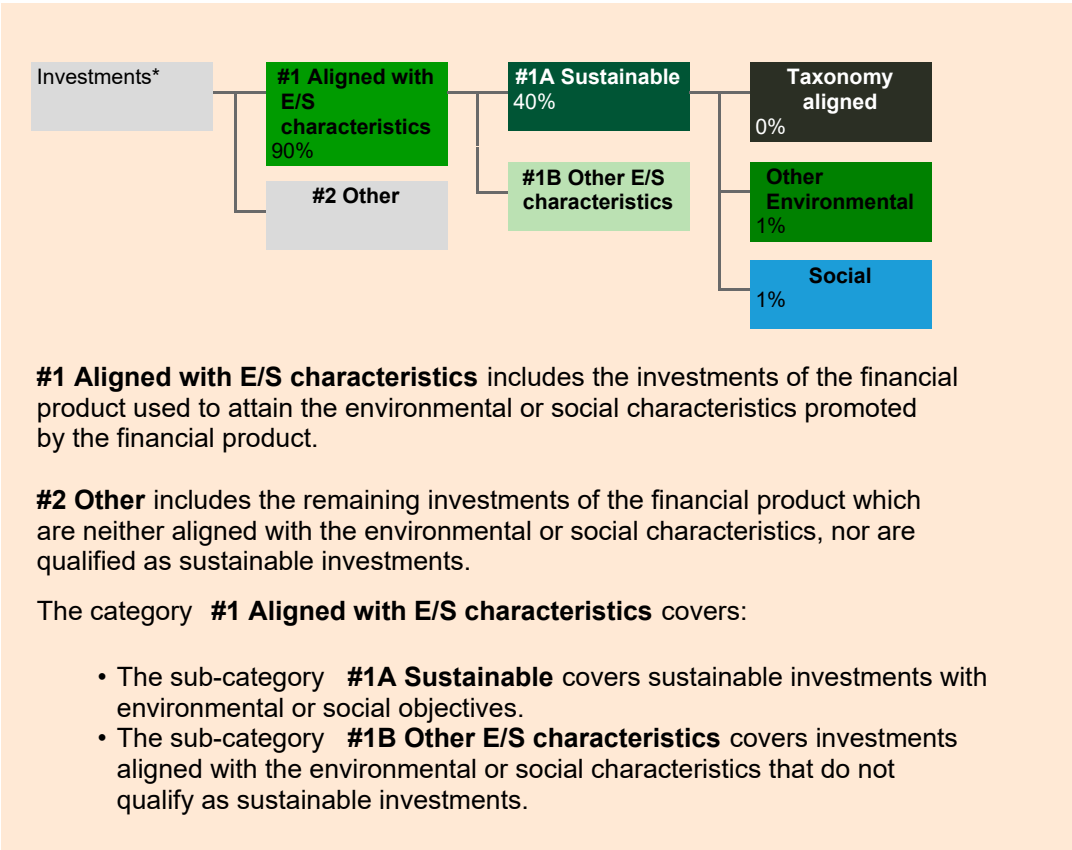 Investments*
#1 Aligned with
E/S
characteristics
90%
#2 Other
#1A Sustainable
40%
#1B Other E/S
characteristics
Taxonomy
aligned
0%
Other
Environmental
1%
Social
1%
#1 Aligned with E/S characteristics includes the investments of the financial
product used to attain the environmental or social characteristics promoted
by the financial product.
#2 Other includes the remaining investments of the financial product which
are neither aligned with the environmental or social characteristics, nor are
qualified as sustainable investments.
The category #1 Aligned with E/S characteristics covers:
• The sub-category #1A Sustainable covers sustainable investments with
environmental or social objectives.
• The sub-category #1B Other E/S characteristics covers investments
aligned with the environmental or social characteristics that do not
qualify as sustainable investments.